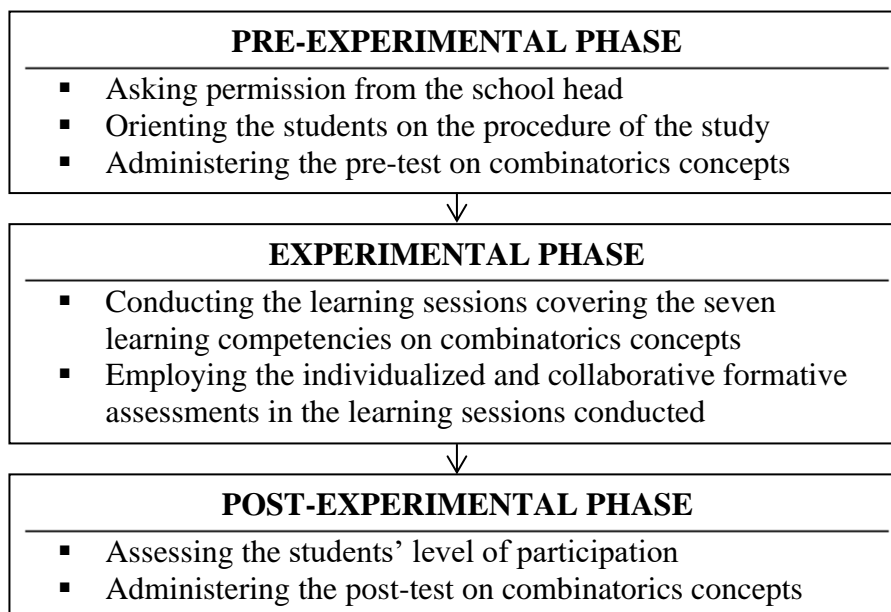 PRE-EXPERIMENTAL PHASE
▪ Asking permission from the school head
▪ Orienting the students on the procedure of the study
▪ Administering the pre-test on combinatorics concepts
EXPERIMENTAL PHASE
▪ Conducting the learning sessions covering the seven
learning competencies on combinatorics concepts
▪ Employing the individualized and collaborative formative
assessments in the learning sessions conducted
POST-EXPERIMENTAL PHASE
▪ Assessing the students’ level of participation
▪ Administering the post-test on combinatorics concepts